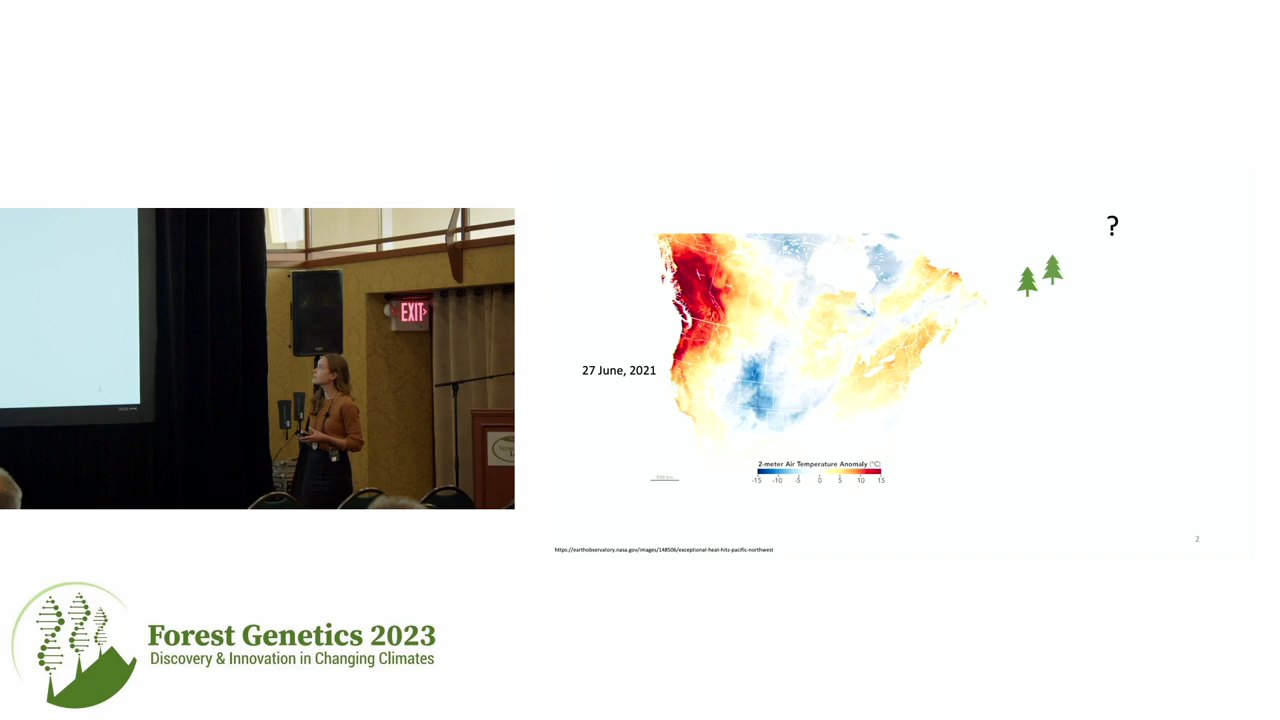 EXIT
?
27 June, 2021
2-meter Air Temperature Anomaly (°C)
-15 -10 -5 0 5 10 15
https://earthobservatory.nasa.gov/images/148506/exceptional-heat-hits-pacific-northwest
2
Forest Genetics 2023
Discovery & Innovation in Changing Climates